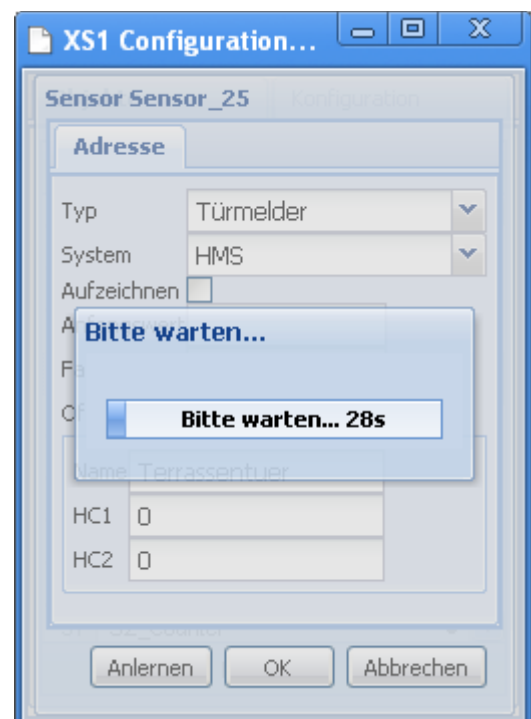 XS1 Configuration...
Sensor Sensor_25
Konfiguration
Adresse
Typ Türmelder
System HMS
Aufzeichnen
Bitte warten...
Bitte warten... 28s
Name Terrassentuer
HC1 0
HC2 0
Anlernen OK Abbrechen